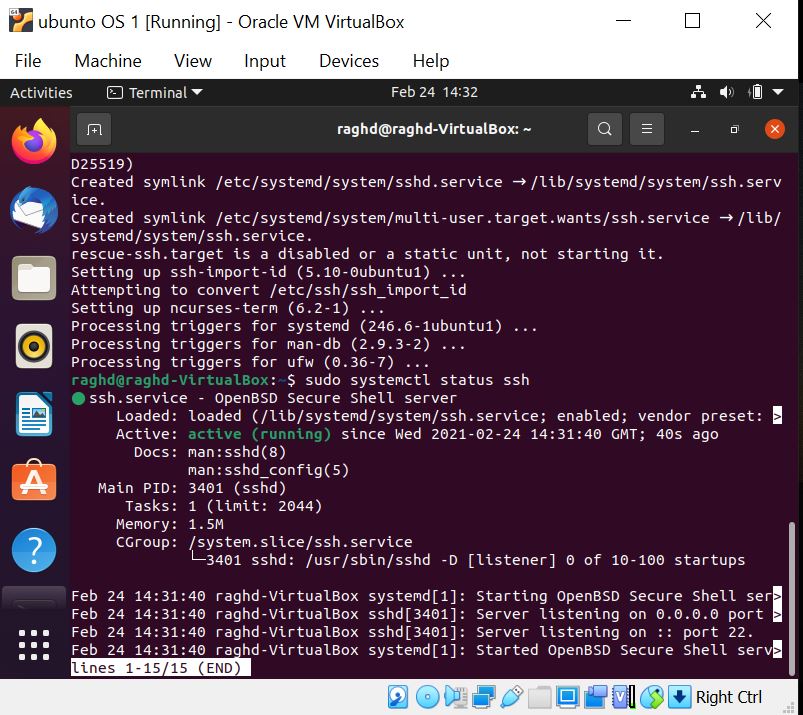 ubunto OS 1 [Running] - Oracle VM VirtualBox
File Machine View Input Devices Help
Activities Terminal Feb 24 14:32
raghd@raghd-VirtualBox: ~
D25519)
Created symlink /etc/systemd/system/sshd.service → /lib/systemd/system/ssh.serv
ice.
Created symlink /etc/systemd/system/multi-user.target.wants/ssh.service → /lib/
systemd/system/ssh.service.
rescue-ssh.target is a disabled or a static unit, not starting it.
Setting up ssh-import-id (5.10-0ubuntu1) ...
Attempting to convert /etc/ssh/ssh_import_id
Setting up ncurses-term (6.2-1) ...
Processing triggers for systemd (246.6-1ubuntu1) ...
Processing triggers for man-db (2.9.3-2) ...
Processing triggers for ufw (0.36-7) ...
raghd@raghd-VirtualBox:~$ sudo systemctl status ssh
● ssh.service - OpenBSD Secure Shell server
Loaded: loaded (/lib/systemd/system/ssh.service; enabled; vendor preset: >
Active: active (running) since Wed 2021-02-24 14:31:40 GMT; 40s ago
Docs: man:sshd(8)
man:sshd_config(5)
Main PID: 3401 (sshd)
Tasks: 1 (limit: 2044)
Memory: 1.5M
CGroup: /system.slice/ssh.service
└─3401 sshd: /usr/sbin/sshd -D [listener] 0 of 10-100 startups
Feb 24 14:31:40 raghd-VirtualBox systemd[1]: Starting OpenBSD Secure Shell ser>
Feb 24 14:31:40 raghd-VirtualBox sshd[3401]: Server listening on 0.0.0.0 port >
Feb 24 14:31:40 raghd-VirtualBox sshd[3401]: Server listening on :: port 22.
Feb 24 14:31:40 raghd-VirtualBox systemd[1]: Started OpenBSD Secure Shell serv>
lines 1-15/15 (END)
Right Ctrl